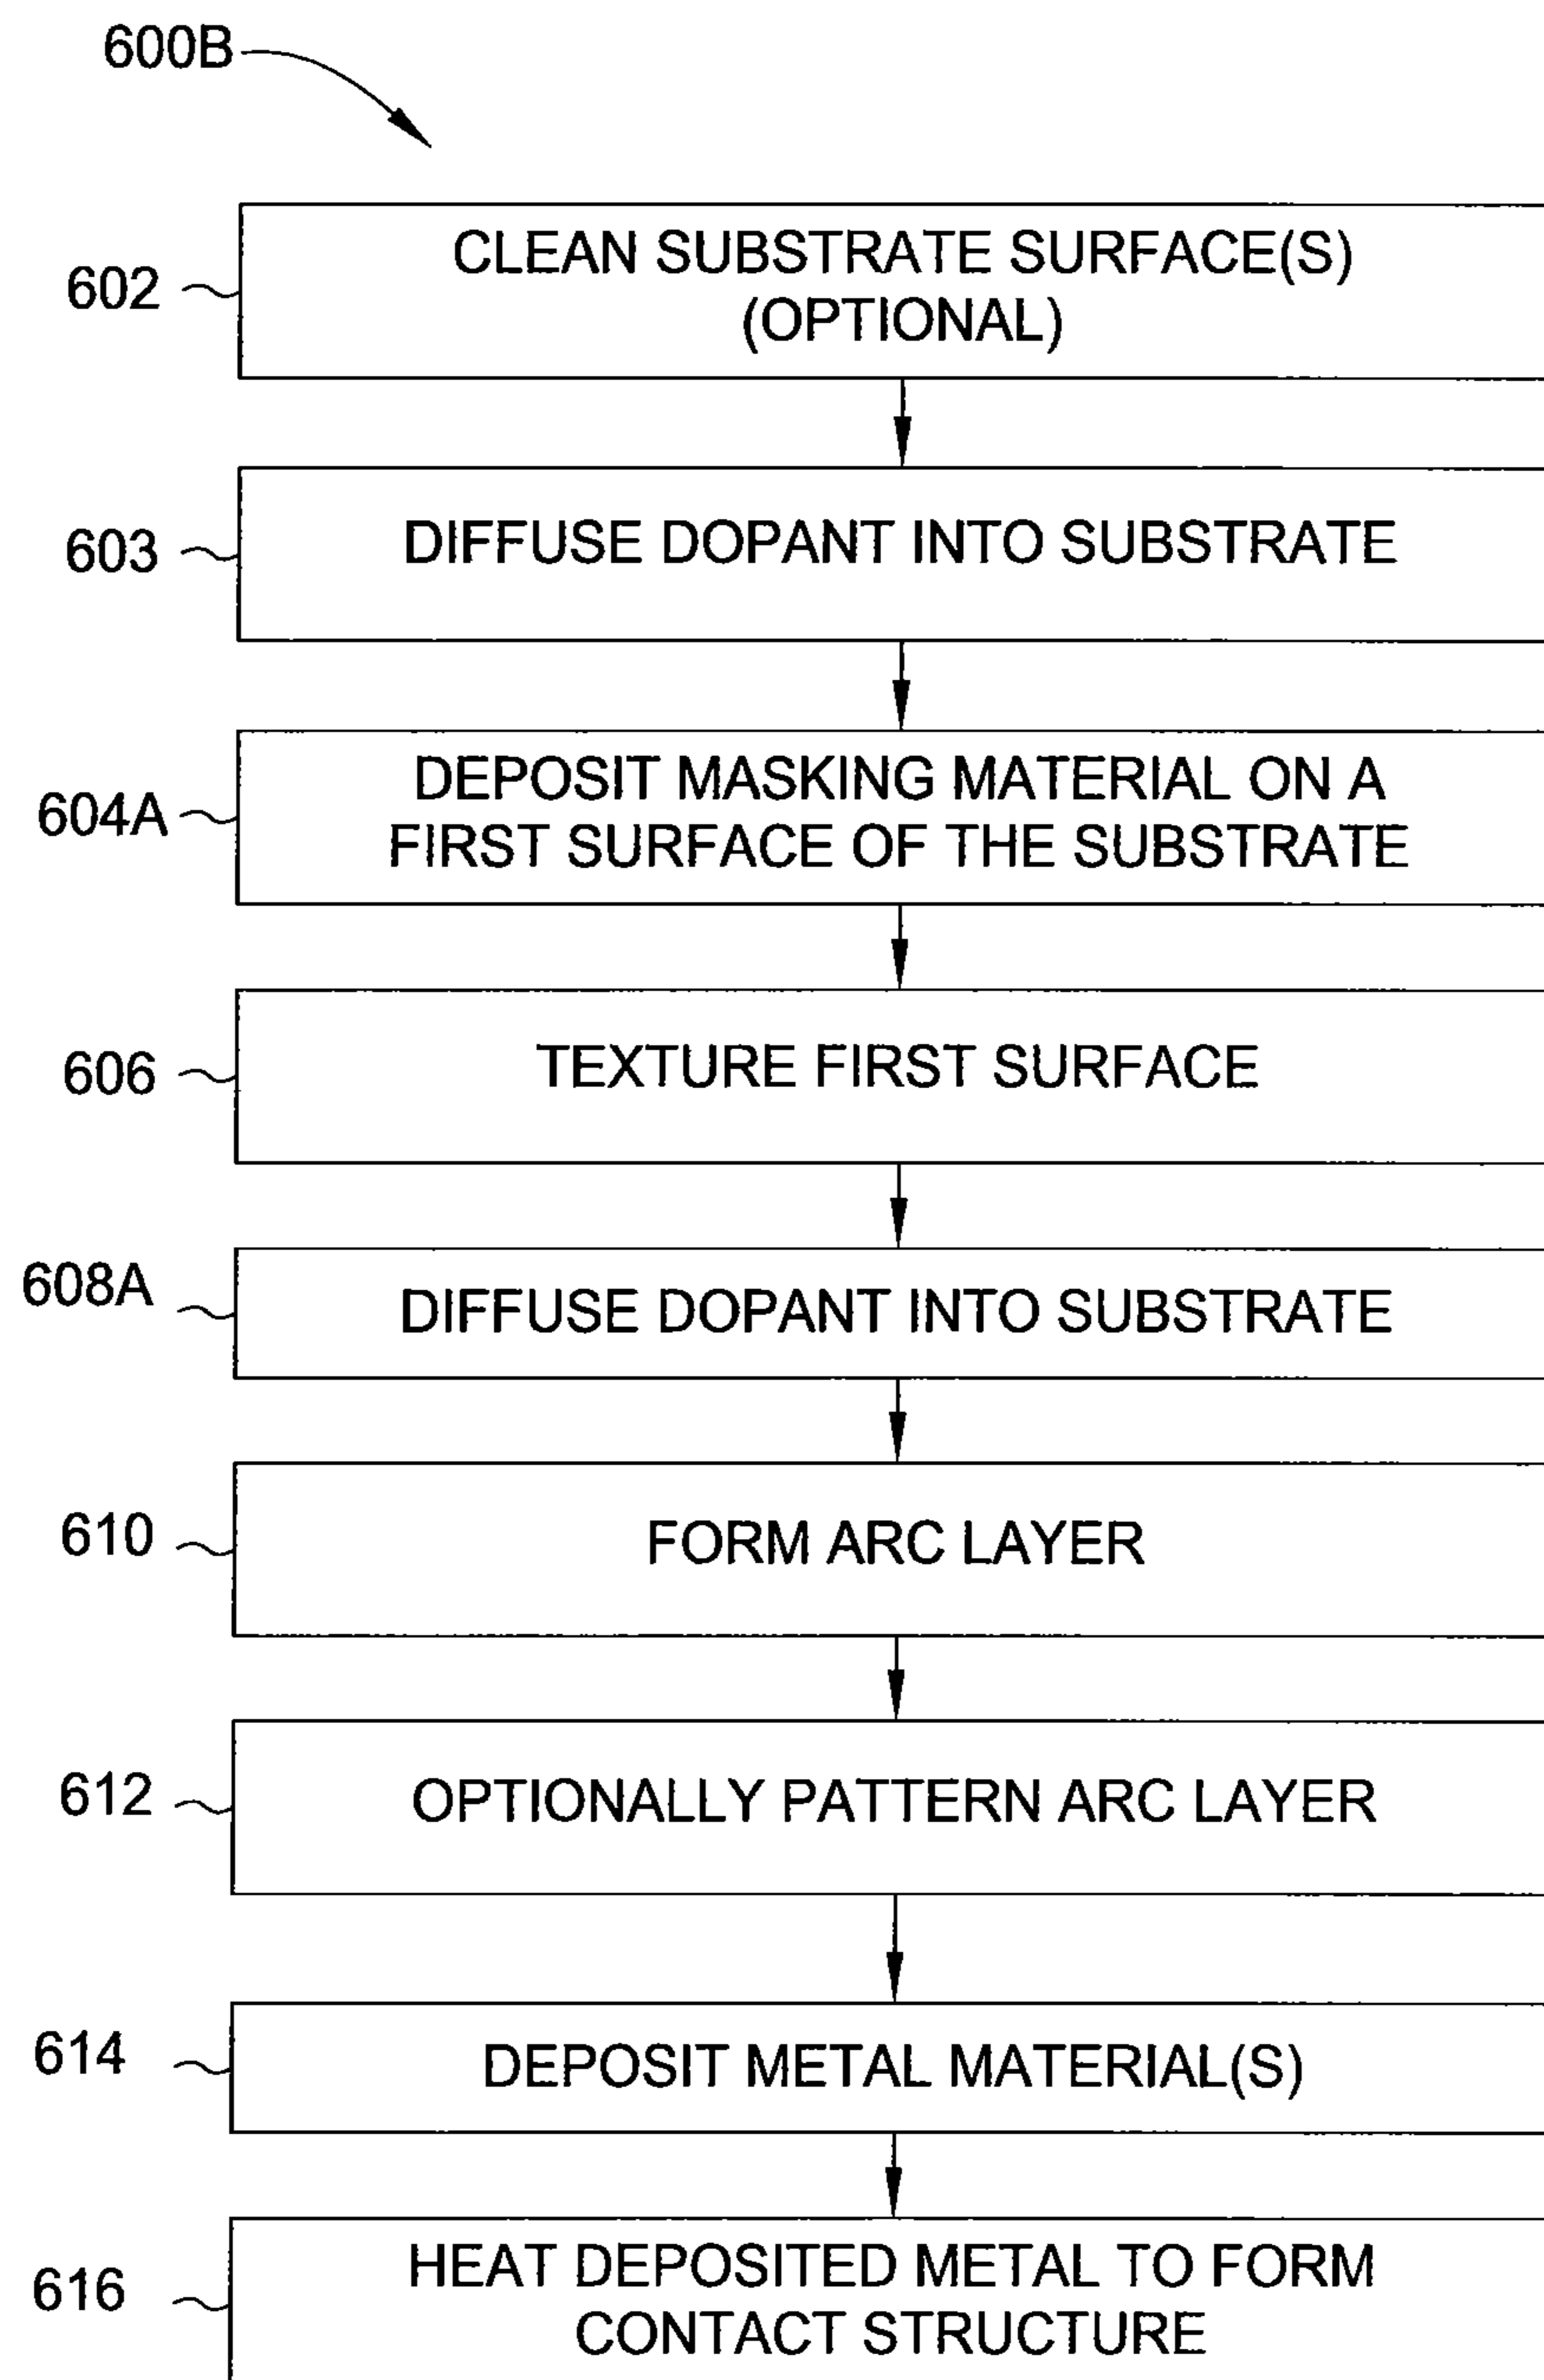 600B
602
CLEAN SUBSTRATE SURFACE(S)
(OPTIONAL)
603
DIFFUSE DOPANT INTO SUBSTRATE
604A
DEPOSIT MASKING MATERIAL ON A
FIRST SURFACE OF THE SUBSTRATE
606
TEXTURE FIRST SURFACE
608A
DIFFUSE DOPANT INTO SUBSTRATE
610
FORM ARC LAYER
612
OPTIONALLY PATTERN ARC LAYER
614
DEPOSIT METAL MATERIAL(S)
616
HEAT DEPOSITED METAL TO FORM
CONTACT STRUCTURE